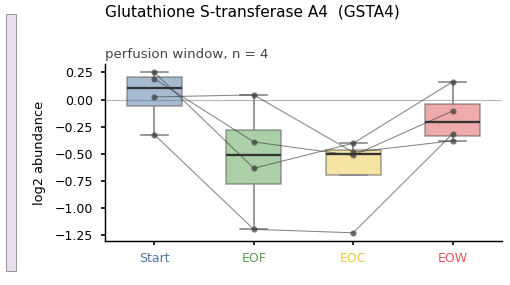 Glutathione S-transferase A4 (GSTA4)
perfusion window, n = 4
log2 abundance
0.25
0.00
−0.25
−0.50
−0.75
−1.00
−1.25
Start EOF EOC EOW